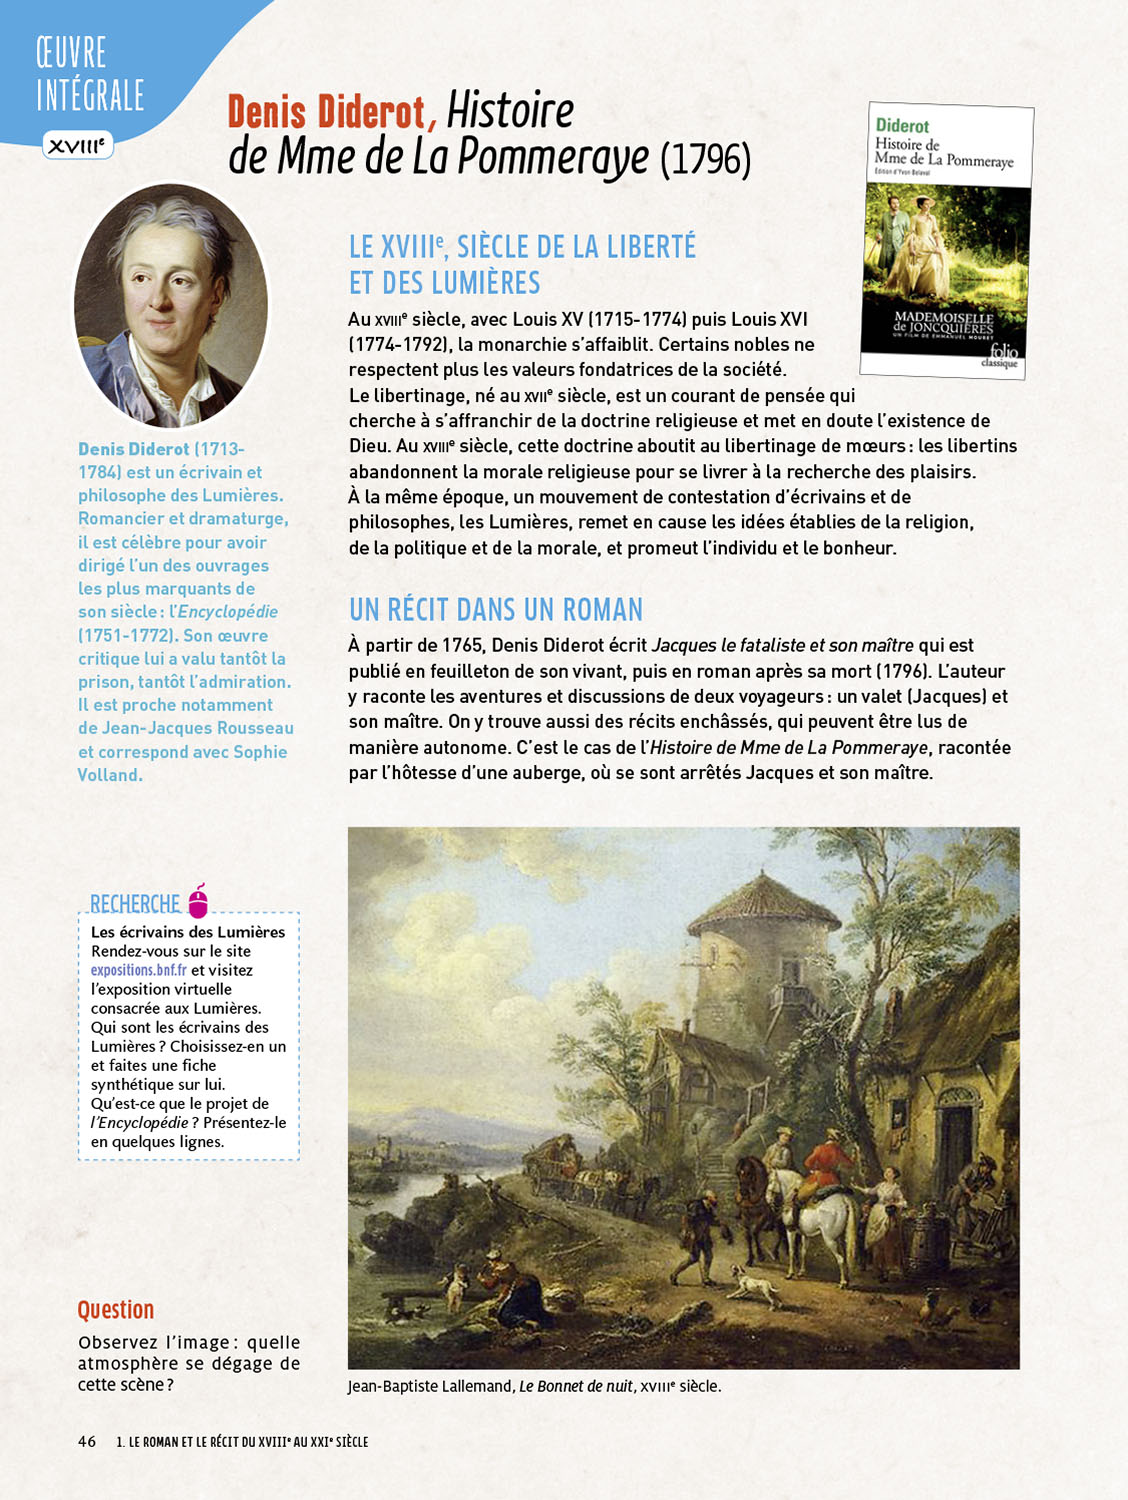 ŒUVRE
INTÉGRALE
XVIIIe
Denis Diderot, Histoire
de Mme de La Pommeraye (1796)
Diderot
Histoire de
Mme de La Pommeraye
Édition d'Yvon Belaval
MADEMOISELLE
DE JONCQUIÈRES
UN FILM DE EMMANUEL MOURET
folio
classique
LE XVIIIe, SIÈCLE DE LA LIBERTÉ
ET DES LUMIÈRES
Au XVIIIe siècle, avec Louis XV (1715-1774) puis Louis XVI
(1774-1792), la monarchie s'affaiblit. Certains nobles ne
respectent plus les valeurs fondatrices de la société.
Le libertinage, né au XVIIe siècle, est un courant de pensée qui
cherche à s'affranchir de la doctrine religieuse et met en doute l'existence de
Dieu. Au XVIIIe siècle, cette doctrine aboutit au libertinage de mœurs : les libertins
abandonnent la morale religieuse pour se livrer à la recherche des plaisirs.
À la même époque, un mouvement de contestation d'écrivains et de
philosophes, les Lumières, remet en cause les idées établies de la religion,
de la politique et de la morale, et promeut l'individu et le bonheur.
Denis Diderot (1713-
1784) est un écrivain et
philosophe des Lumières.
Romancier et dramaturge,
il est célèbre pour avoir
dirigé l'un des ouvrages
les plus marquants de
son siècle : l'Encyclopédie
(1751-1772). Son œuvre
critique lui a valu tantôt la
prison, tantôt l'admiration.
Il est proche notamment
de Jean-Jacques Rousseau
et correspond avec Sophie
Volland.
UN RÉCIT DANS UN ROMAN
À partir de 1765, Denis Diderot écrit Jacques le fataliste et son maître qui est
publié en feuilleton de son vivant, puis en roman après sa mort (1796). L'auteur
y raconte les aventures et discussions de deux voyageurs : un valet (Jacques) et
son maître. On y trouve aussi des récits enchâssés, qui peuvent être lus de
manière autonome. C'est le cas de l'Histoire de Mme de La Pommeraye, racontée
par l'hôtesse d'une auberge, où se sont arrêtés Jacques et son maître.
RECHERCHE
Les écrivains des Lumières
Rendez-vous sur le site
expositions.bnf.fr et visitez
l'exposition virtuelle
consacrée aux Lumières.
Qui sont les écrivains des
Lumières ? Choisissez-en un
et faites une fiche
synthétique sur lui.
Qu'est-ce que le projet de
l'Encyclopédie ? Présentez-le
en quelques lignes.
Question
Observez l'image : quelle
atmosphère se dégage de
cette scène ?
Jean-Baptiste Lallemand, Le Bonnet de nuit, XVIIIe siècle.
46 1. LE ROMAN ET LE RÉCIT DU XVIIIe AU XXIe SIÈCLE